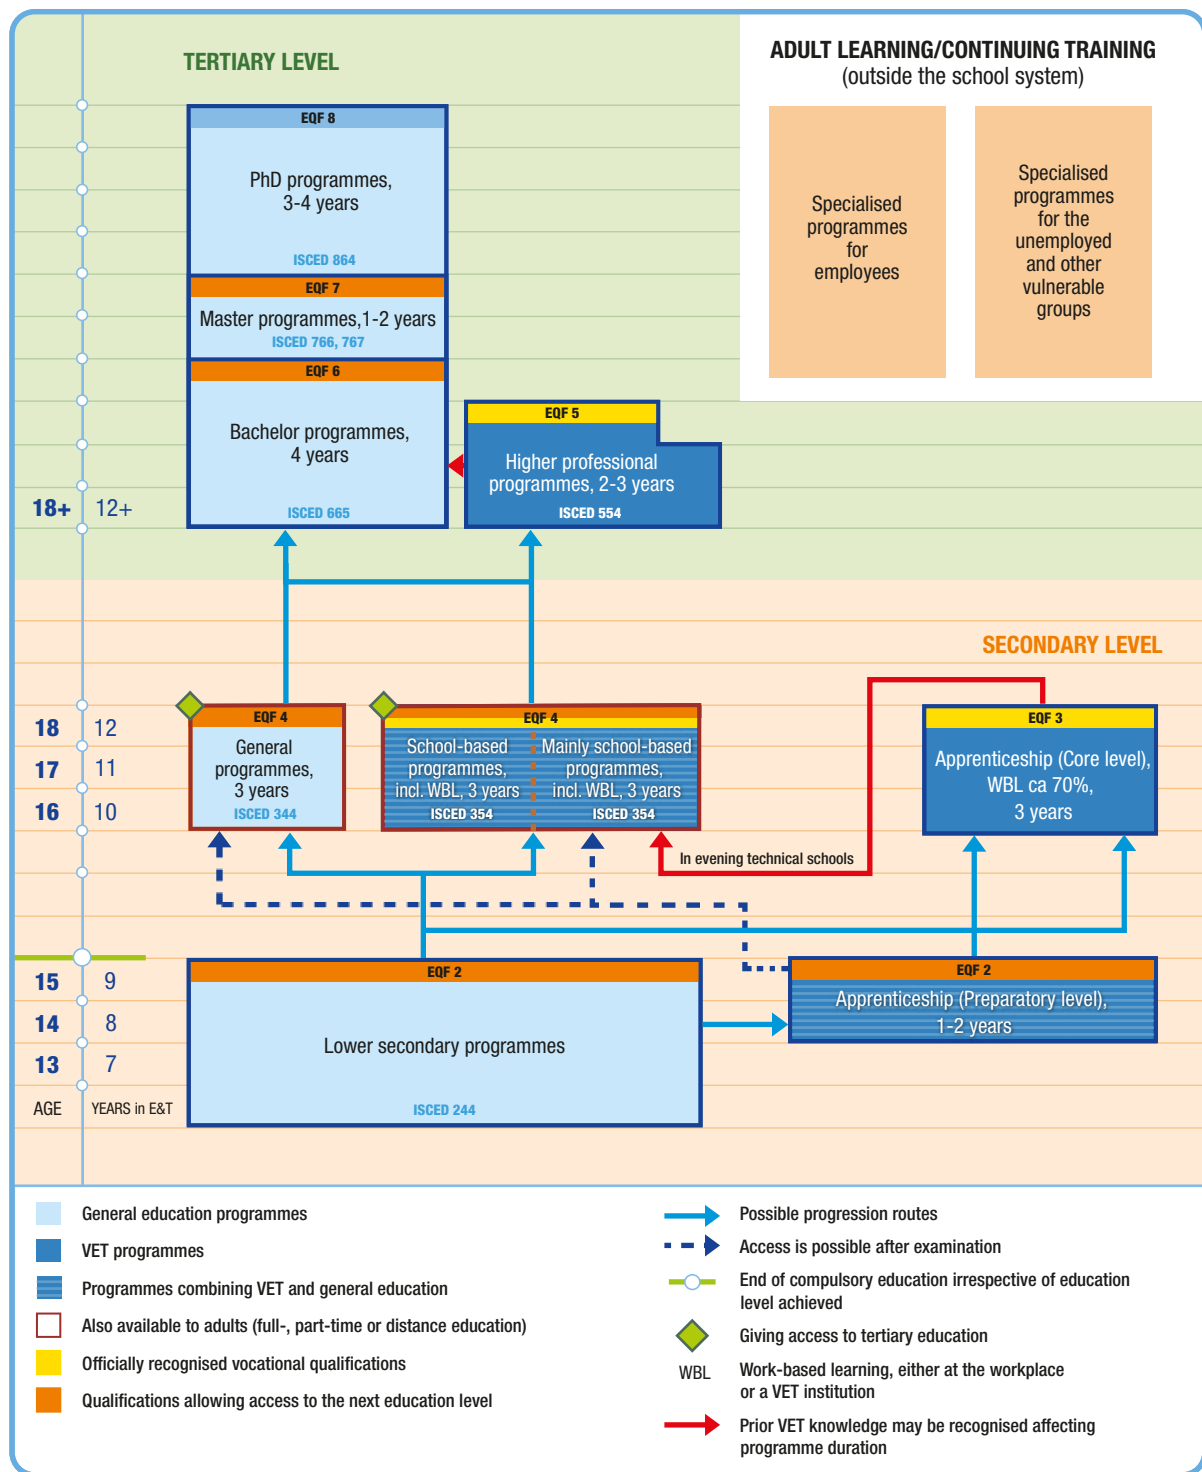 TERTIARY LEVEL
ADULT LEARNING/CONTINUING TRAINING
(outside the school system)
EQF 8
PhD programmes,
3-4 years
ISCED 864
EQF 7
Master programmes,1-2 years
ISCED 766, 767
EQF 6
Bachelor programmes,
4 years
ISCED 665
EQF 5
Higher professional
programmes, 2-3 years
ISCED 554
Specialised
programmes
for
employees
Specialised
programmes
for the
unemployed
and other
vulnerable
groups
18+ 12+
SECONDARY LEVEL
18 12
17 11
16 10
EQF 4
General
programmes,
3 years
ISCED 344
EQF 4
School-based
programmes,
incl. WBL, 3 years
ISCED 354
Mainly school-based
programmes,
incl. WBL, 3 years
ISCED 354
EQF 3
Apprenticeship (Core level),
WBL ca 70%,
3 years
In evening technical schools
15 9
14 8
13 7
AGE YEARS in E&T
EQF 2
Lower secondary programmes
ISCED 244
EQF 2
Apprenticeship (Preparatory level),
1-2 years
General education programmes
VET programmes
Programmes combining VET and general education
Also available to adults (full-, part-time or distance education)
Officially recognised vocational qualifications
Qualifications allowing access to the next education level
Possible progression routes
Access is possible after examination
End of compulsory education irrespective of education
level achieved
Giving access to tertiary education
WBL Work-based learning, either at the workplace
or a VET institution
Prior VET knowledge may be recognised affecting
programme duration